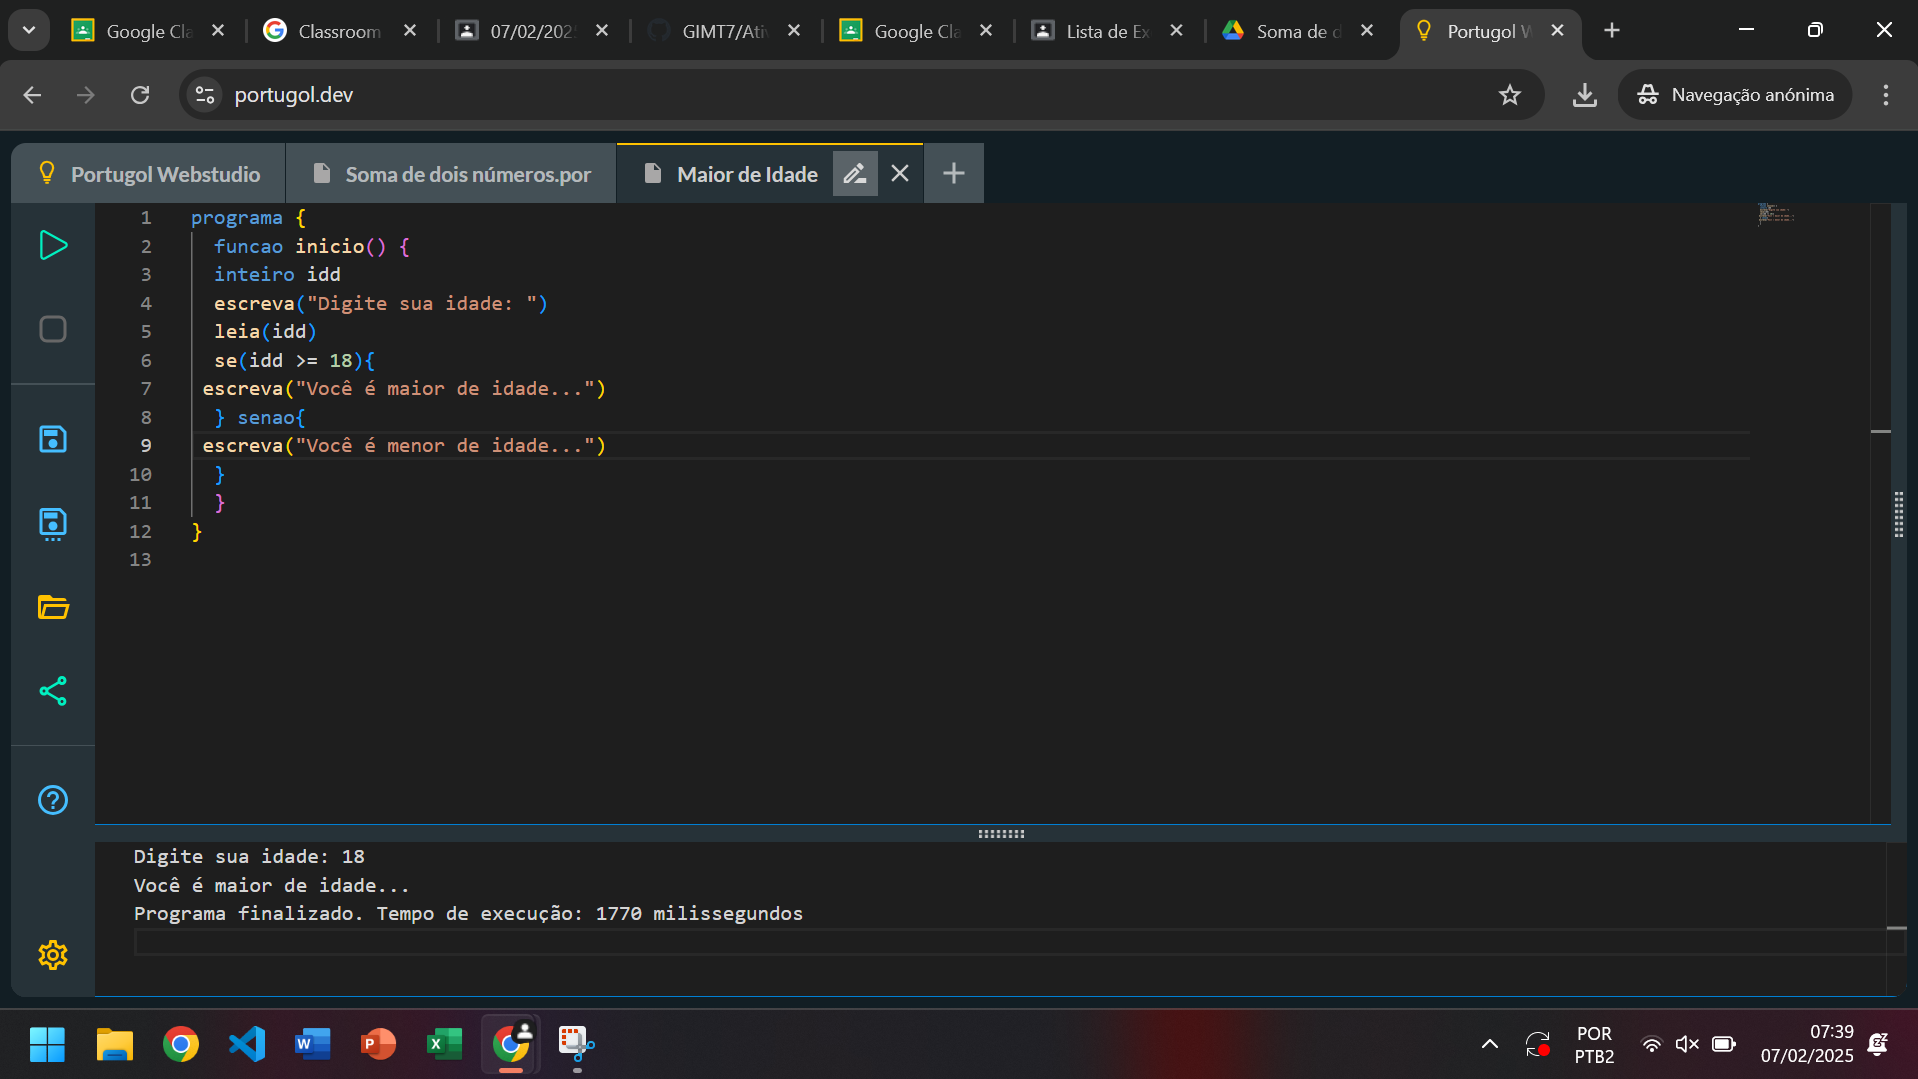 Google Cla
Classroom
07/02/202
GIMT7/Ati
Google Cla
Lista de Ex
Soma de d
Portugol W
portugol.dev
Navegação anónima
Portugol Webstudio
Soma de dois números.por
Maior de Idade
1 programa {
2 funcao inicio() {
3 inteiro idd
4 escreva("Digite sua idade: ")
5 leia(idd)
6 se(idd >= 18){
7 escreva("Você é maior de idade...")
8 } senao{
9 escreva("Você é menor de idade...")
10 }
11 }
12 }
13
Digite sua idade: 18
Você é maior de idade...
Programa finalizado. Tempo de execução: 1770 milissegundos
POR
PTB2
07:39
07/02/2025